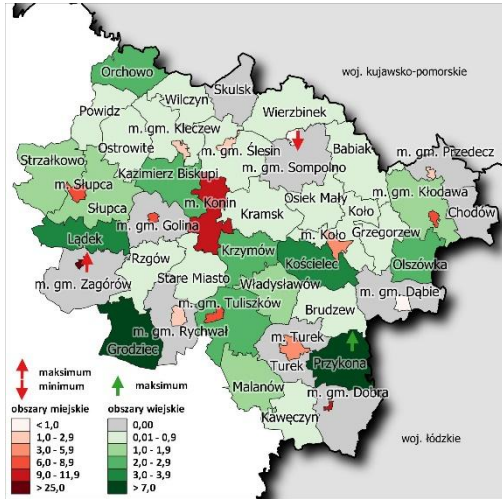 Orchowo
Skulsk
woj. kujawsko-pomorskie
Wilczyn
Wierzbinek
Powidz
m. gm. Kleczew
m. gm. Ślesin
Babiak
m. gm. Przedecz
Ostrowite
m. gm. Sompolno
Strzałkowo
Kazimierz Biskupi
m. Słupca
m. Konin
Osiek Mały
m. gm. Kłodawa
Słupca
Kramsk
Koło
Chodów
m. gm. Golina
m. Koło
Grzegorzew
Lądek
Krzymów
Kościelec
Olszówka
Rzgów
m. gm. Zagórów
Stare Miasto
Władysławów
m. gm. Dąbie
m. gm. Tuliszków
Brudzew
m. gm. Rychwał
m. Turek
Grodziec
Turek
Przykona
Malanów
m. gm. Dobra
Kawęczyn
woj. łódzkie
maksimum
minimum
maksimum
obszary miejskie
obszary wiejskie
< 1,0
1,0 - 2,9
3,0 - 5,9
6,0 - 8,9
9,0 - 11,9
> 25,0
0,00
0,01 - 0,9
1,0 - 1,9
2,0 - 2,9
3,0 - 3,9
> 7,0